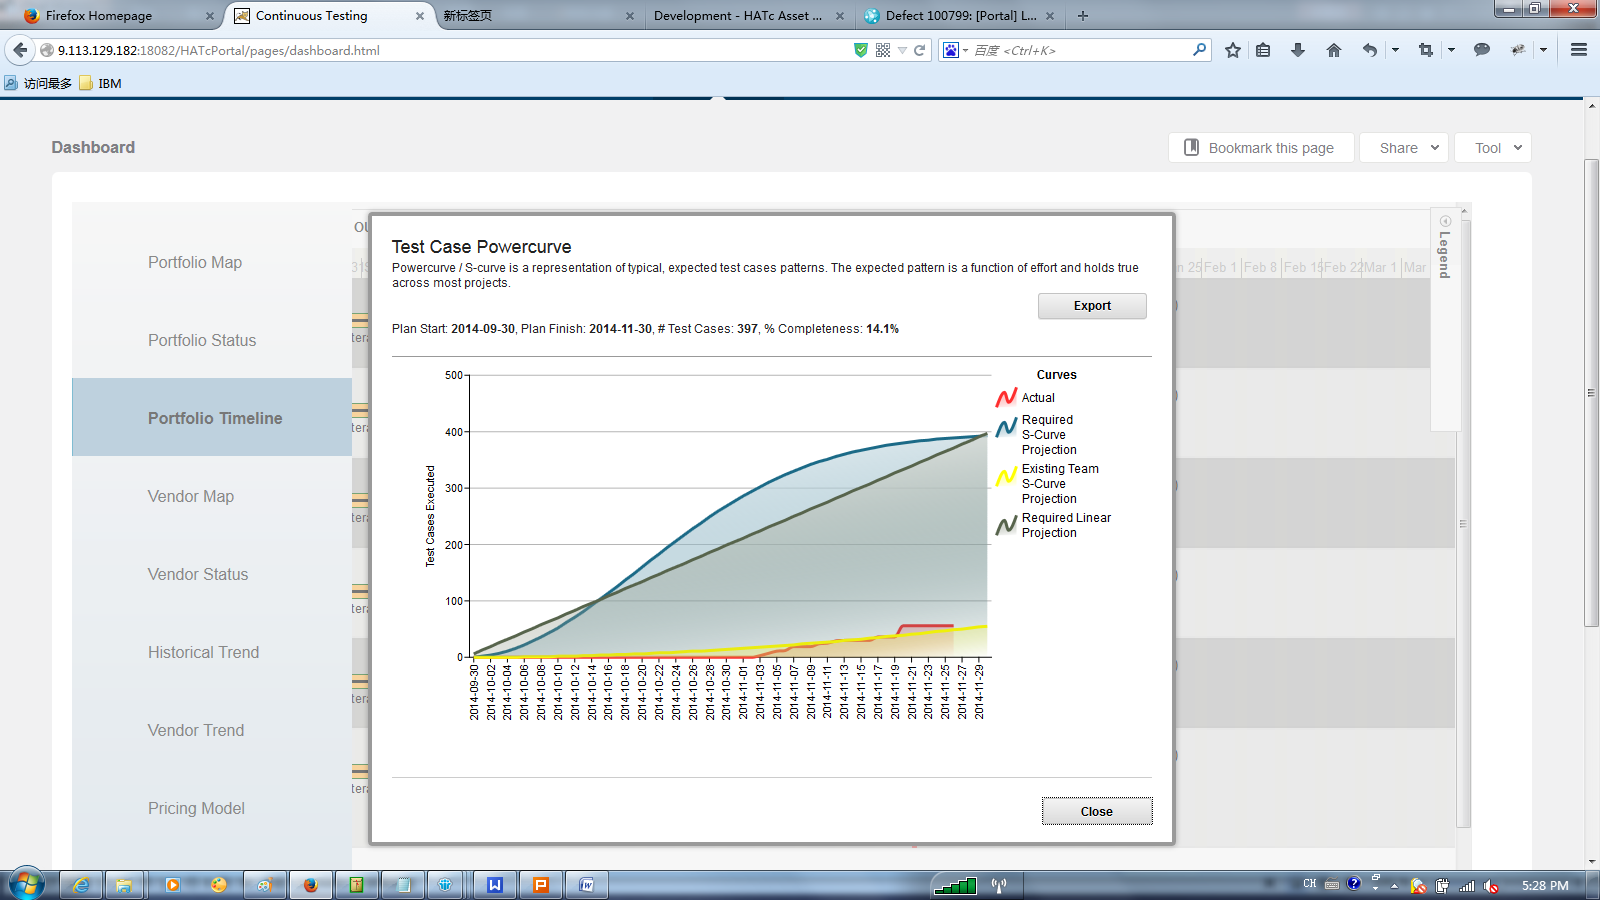 Firefox Homepage
Continuous Testing
新标签页
Development - HATc Asset ...
Defect 100799: [Portal] L...
9.113.129.182:18082/HATcPortal/pages/dashboard.html
百度 <Ctrl+K>
访问最多
IBM
Dashboard
Bookmark this page
Share
Tool
Portfolio Map
Portfolio Status
Portfolio Timeline
Vendor Map
Vendor Status
Historical Trend
Vendor Trend
Pricing Model
Feb 1
Feb 8
Feb 15
Feb 22
Mar 1
Mar
Legend
Test Case Powercurve
Powercurve / S-curve is a representation of typical, expected test cases patterns. The expected pattern is a function of effort and holds true
across most projects.
Export
Plan Start: 2014-09-30, Plan Finish: 2014-11-30, # Test Cases: 397, % Completeness: 14.1%
500
400
300
200
100
0
Test Cases Executed
2014-09-30
2014-10-02
2014-10-04
2014-10-06
2014-10-08
2014-10-10
2014-10-12
2014-10-14
2014-10-16
2014-10-18
2014-10-20
2014-10-22
2014-10-24
2014-10-26
2014-10-28
2014-10-30
2014-11-01
2014-11-03
2014-11-05
2014-11-07
2014-11-09
2014-11-11
2014-11-13
2014-11-15
2014-11-17
2014-11-19
2014-11-21
2014-11-23
2014-11-25
2014-11-27
2014-11-29
Curves
Actual
Required
S-Curve
Projection
Existing Team
S-Curve
Projection
Required Linear
Projection
Close
CH
5:28 PM